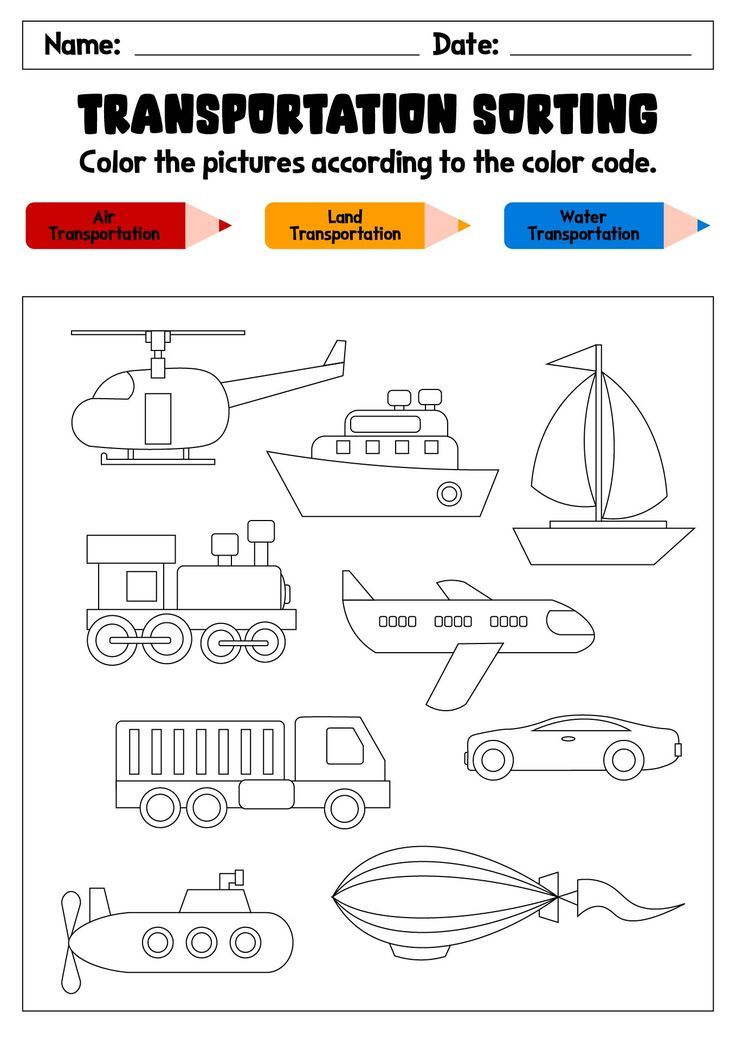 Name: Date:
TRANSPORTATION SORTING
Color the pictures according to the color code.
Air
Transportation
Land
Transportation
Water
Transportation